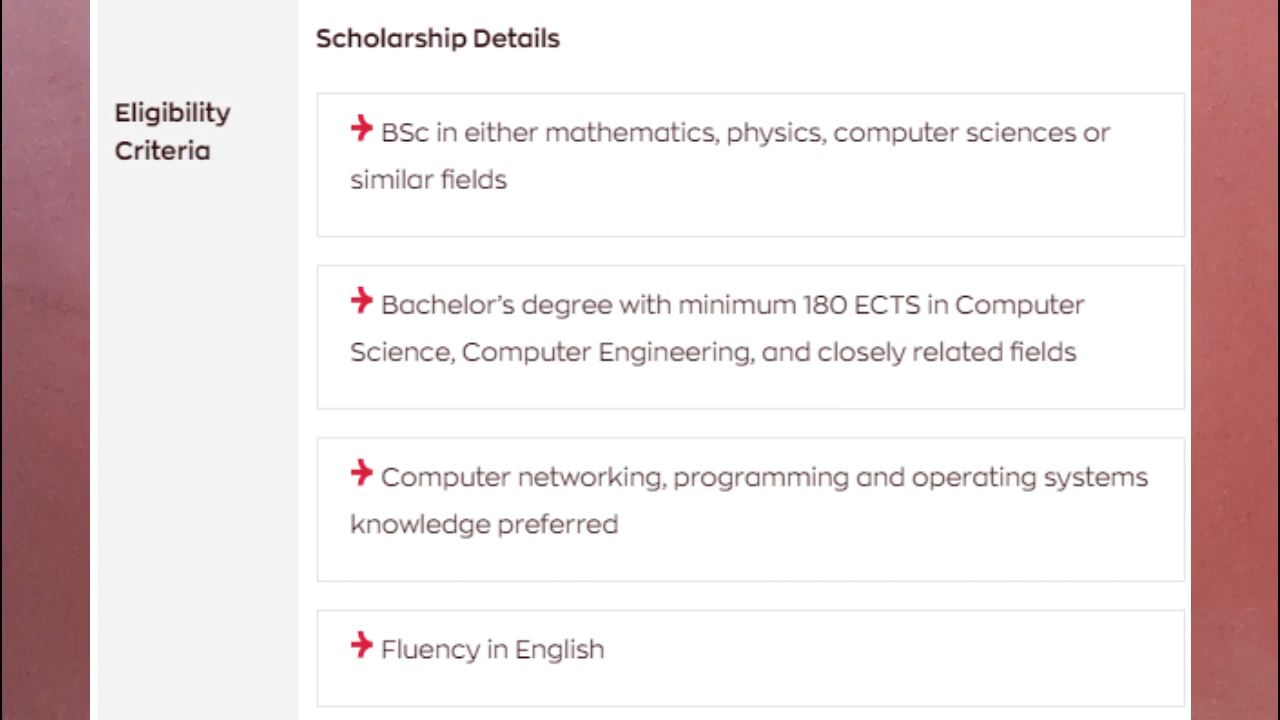 Scholarship Details
Eligibility
Criteria
BSc in either mathematics, physics, computer sciences or
similar fields
Bachelor’s degree with minimum 180 ECTS in Computer
Science, Computer Engineering, and closely related fields
Computer networking, programming and operating systems
knowledge preferred
Fluency in English